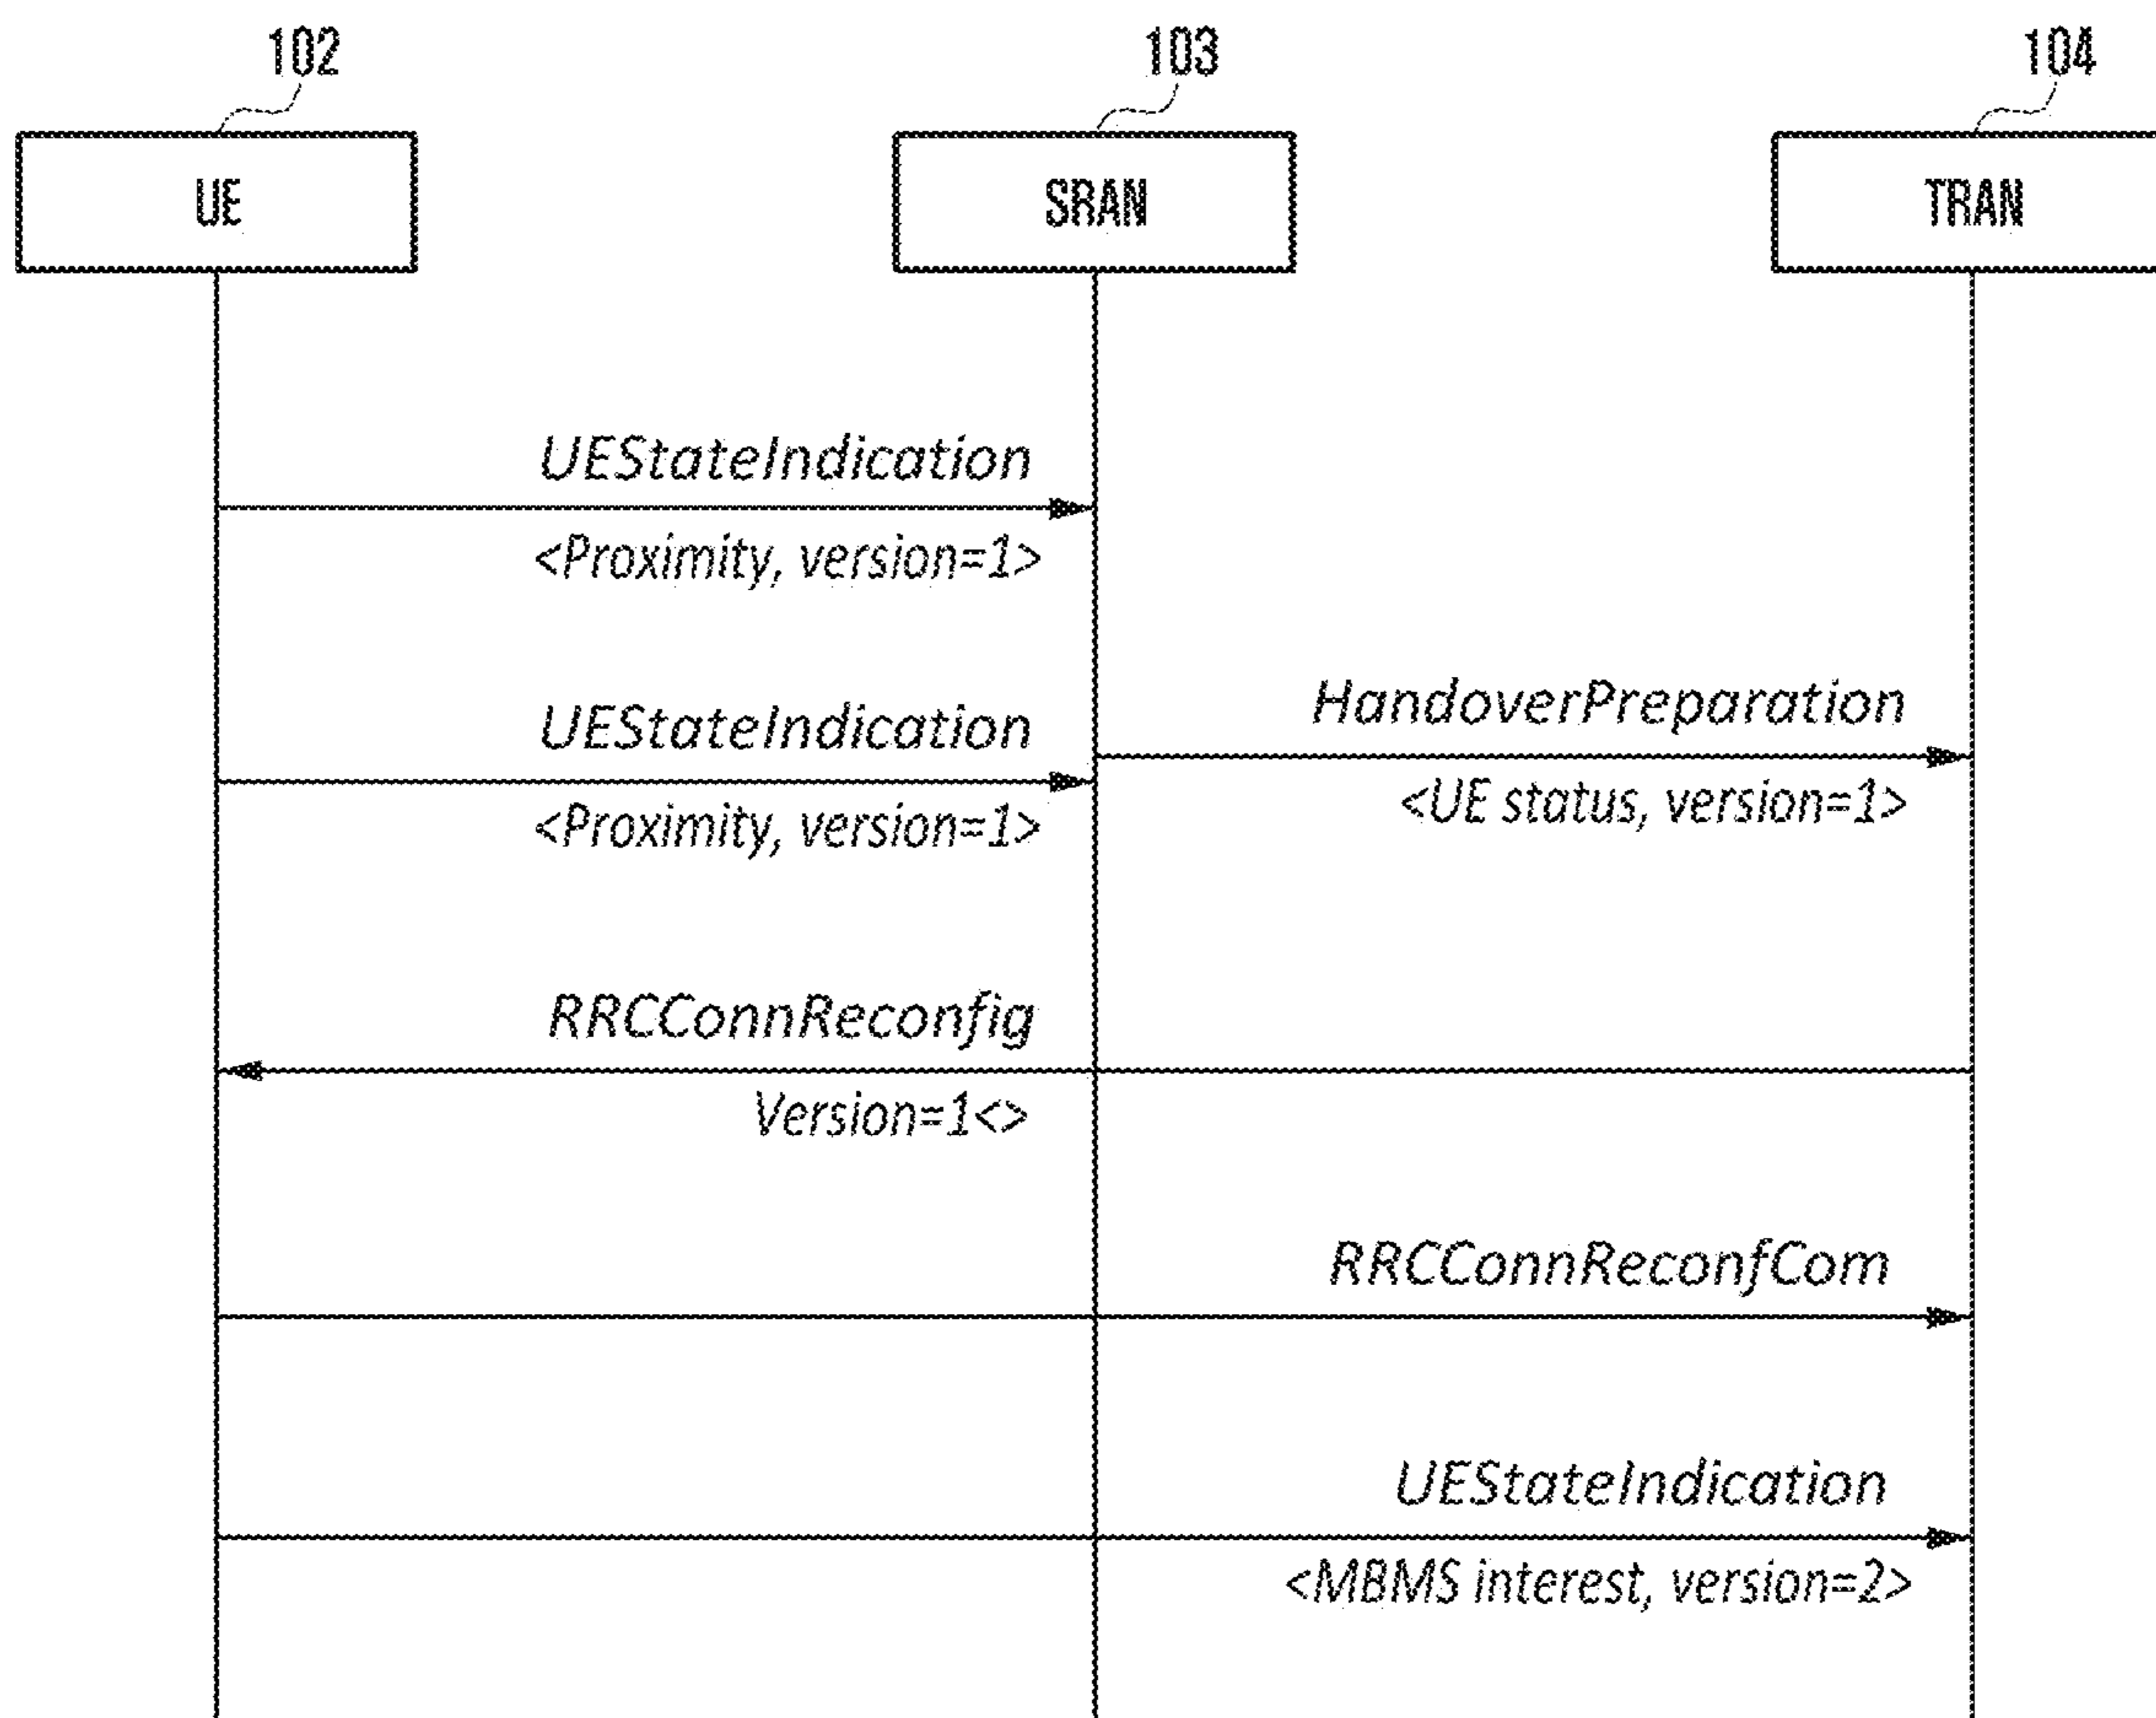 102
103
104
UE
SRAN
TRAN
UEStateIndication
<Proximity, version=1>
HandoverPreparation
UEStateIndication
<UE status, version=1>
<Proximity, version=1>
RRCConnReconfig
Version=1<>
RRCConnReconfCom
UEStateIndication
<MBMS interest, version=2>